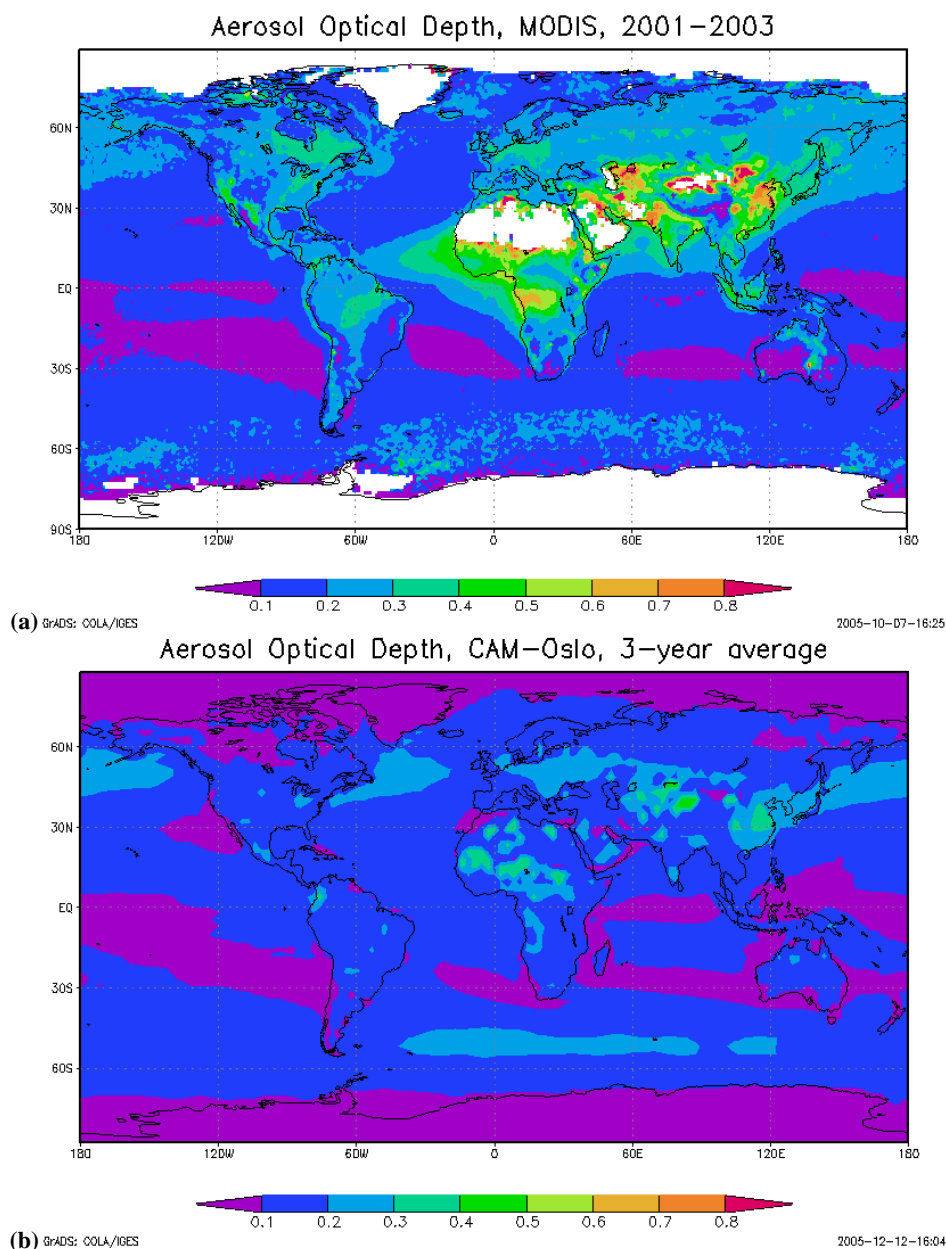 Aerosol Optical Depth, MODIS, 2001-2003
60N
30N
EQ
30S
60S
90S
180 120W 60W 0 60E 120E 180
0.1 0.2 0.3 0.4 0.5 0.6 0.7 0.8
(a) GrADS: COLA/IGES 2005-10-07-16:25
Aerosol Optical Depth, CAM-Oslo, 3-year average
60N
30N
EQ
30S
60S
180 120W 60W 0 60E 120E 180
0.1 0.2 0.3 0.4 0.5 0.6 0.7 0.8
(b) GrADS: COLA/IGES 2005-12-12-16:04